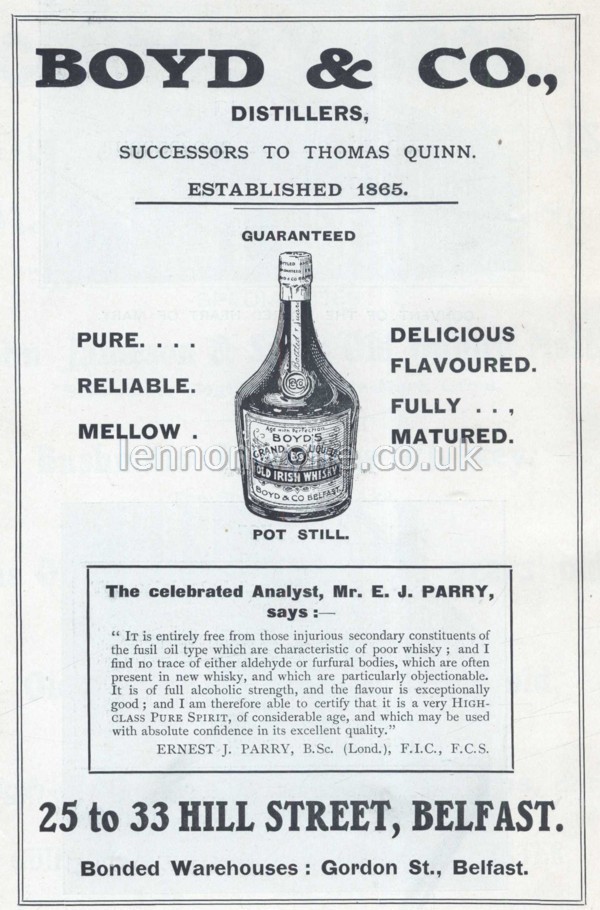 BOYD & CO.,
DISTILLERS,
SUCCESSORS TO THOMAS QUINN.
ESTABLISHED 1865.
GUARANTEED
PURE. . . .
RELIABLE.
MELLOW .
DELICIOUS
FLAVOURED.
FULLY . . ,
MATURED.
BOYD'S
GRAND LIQUEUR
OLD IRISH WHISKY
BOYD & CO BELFAST.
lennonwylie.co.uk
POT STILL.
The celebrated Analyst, Mr. E. J. PARRY,
says :—
“ IT is entirely free from those injurious secondary constituents of
the fusil oil type which are characteristic of poor whisky ; and I
find no trace of either aldehyde or furfural bodies, which are often
present in new whisky, and which are particularly objectionable.
It is of full alcoholic strength, and the flavour is exceptionally
good ; and I am therefore able to certify that it is a very HIGH-
CLASS PURE SPIRIT, of considerable age, and which may be used
with absolute confidence in its excellent quality.”
ERNEST J. PARRY, B.Sc. (Lond.), F.I.C., F.C.S.
25 to 33 HILL STREET, BELFAST.
Bonded Warehouses : Gordon St., Belfast.